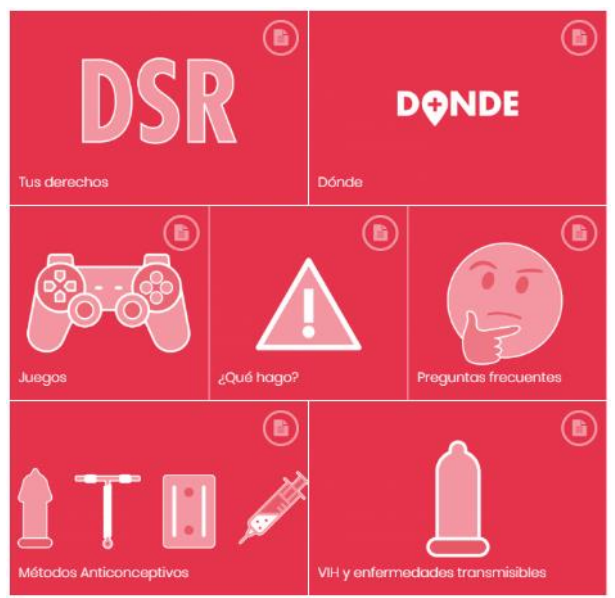 DSR
Tus derechos
DONDE
Dónde
Juegos
¿Qué hago?
Preguntas frecuentes
Métodos Anticonceptivos
VIH y enfermedades transmisibles